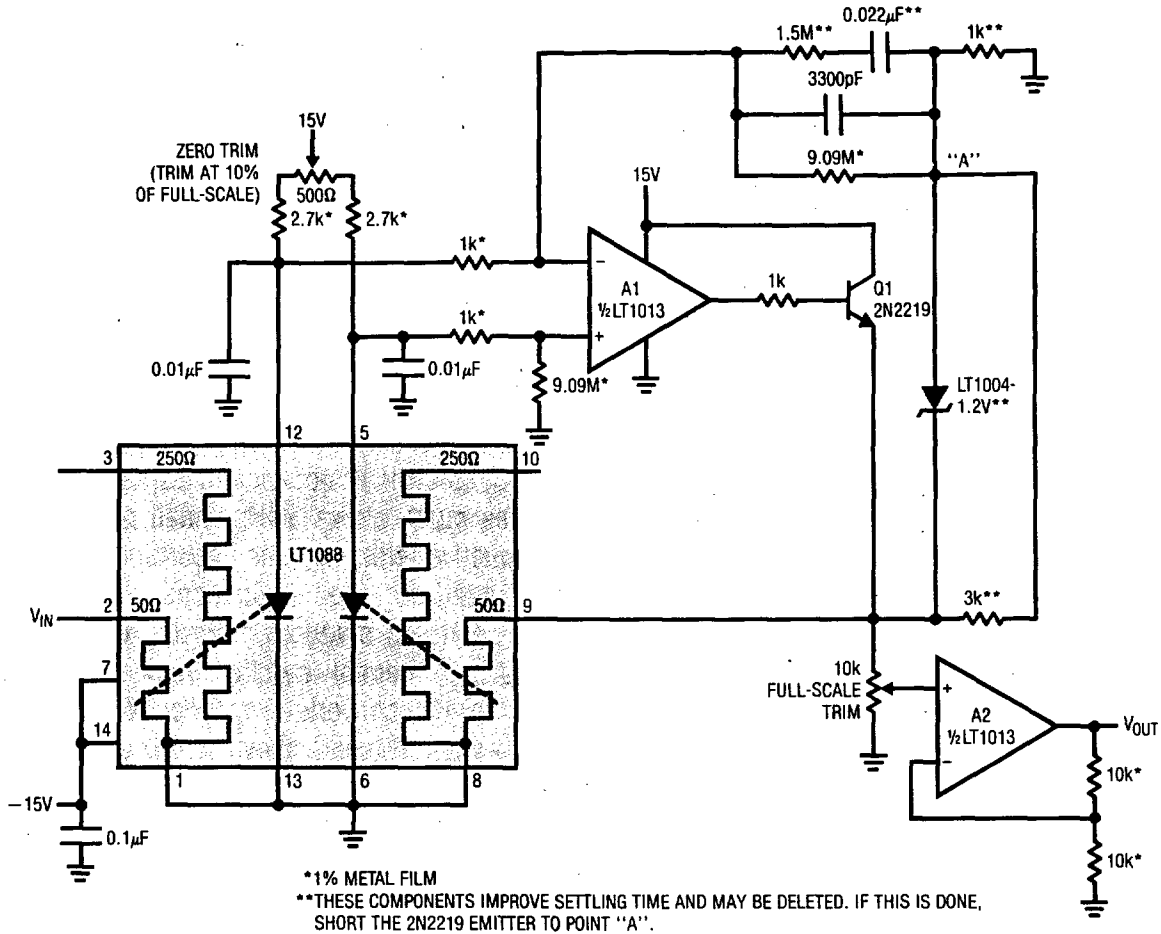 0.022µF**
1.5M**
1k**
3300pF
15V
ZERO TRIM
(TRIM AT 10%
OF FULL-SCALE)
500Ω
2.7k*
2.7k*
9.09M*
"A"
15V
1k*
−
A1
½LT1013
1k
Q1
2N2219
1k*
+
0.01µF
0.01µF
9.09M*
LT1004-
1.2V**
12
5
3
250Ω
250Ω
10
LT1088
2
50Ω
50Ω
9
3k**
VIN
7
14
10k
FULL-SCALE
TRIM
+
A2
½LT1013
−
VOUT
10k*
1
13
6
8
−15V
0.1µF
10k*
*1% METAL FILM
**THESE COMPONENTS IMPROVE SETTLING TIME AND MAY BE DELETED. IF THIS IS DONE,
SHORT THE 2N2219 EMITTER TO POINT "A".